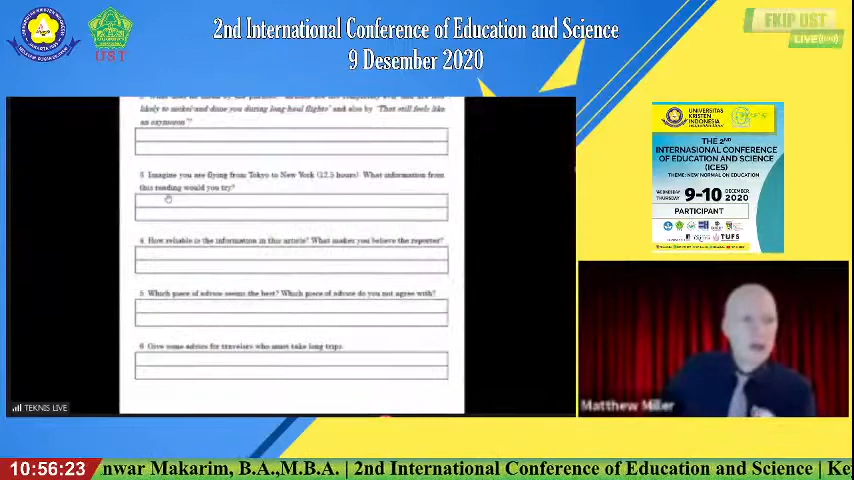 2nd International Conference of Education and Science
9 Desember 2020
UST
FKIP UST
LIVE
likely to
and
you during long-haul flights' and also by 'That still feels like
an oxymoron'?
3 Imagine you are flying from Tokyo to New York (12.5 hours). What information from
this reading would you try?
4 How reliable is the information in this article? What makes you believe the reporter?
5 Which piece of advice seems the best? Which piece of advice do you not agree with?
6 Give some advice for travelers who must take long trips.
TEKNIS LIVE
UNIVERSITAS
KRISTEN
INDONESIA
THE 2ND
INTERNASIONAL CONFERENCE
OF EDUCATION AND SCIENCE
(ICES)
THEME: NEW NORMAL ON EDUCATION
WEDNESDAY
THURSDAY
9-10
DECEMBER
2020
PARTICIPANT
TUFS
Matthew Miller
10:56:23
nwar Makarim, B.A.,M.B.A. | 2nd International Conference of Education and Science | Ke